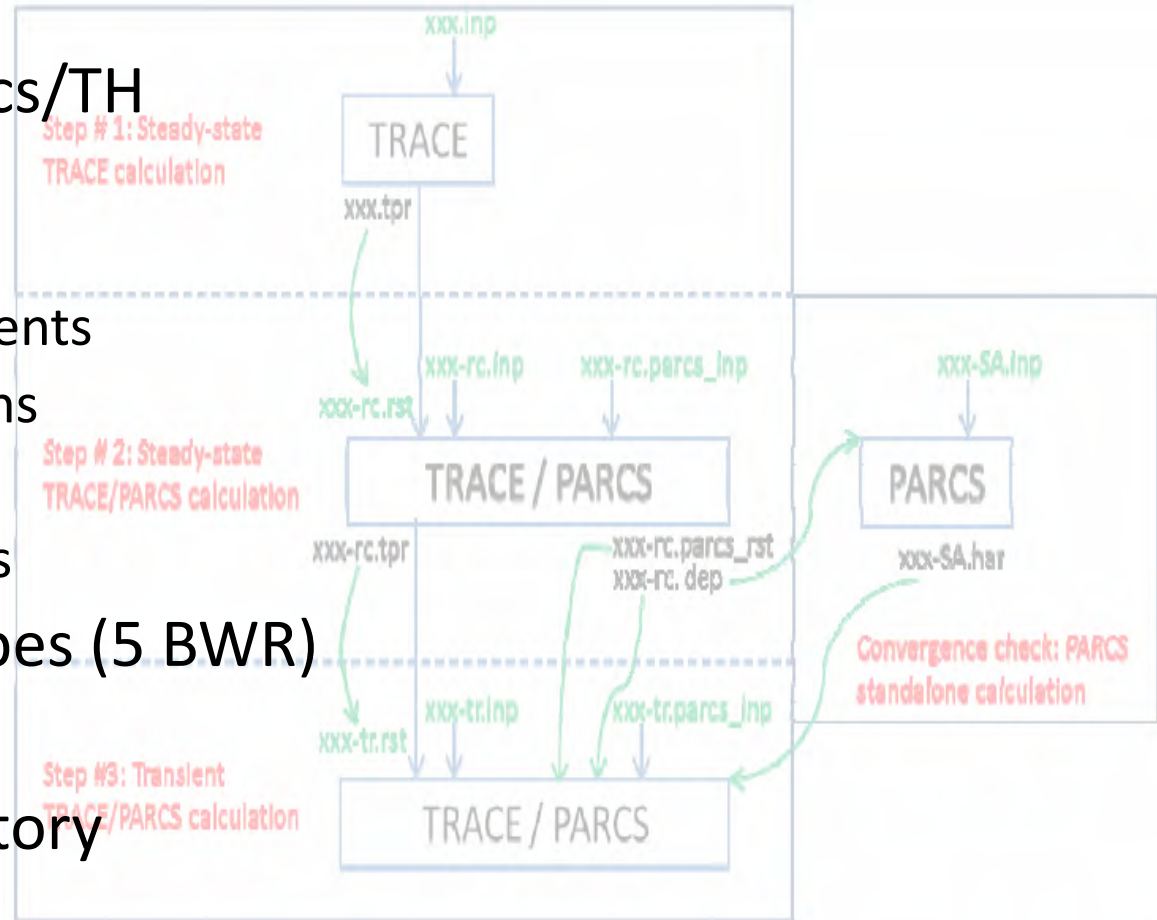 xxx.inp
cs/TH
Step # 1: Steady-state
TRACE calculation
TRACE
xxx.tpr
ents
ns
xxx-rc.inp
xxx-rc.parcs_inp
xxx-SA.inp
xxx-rc.rst
Step # 2: Steady-state
TRACE/PARCS calculation
TRACE / PARCS
PARCS
s
xxx-rc.tpr
xxx-rc.parcs_rst
xxx-rc. dep
xxx-SA.har
pes (5 BWR)
Convergence check: PARCS
standalone calculation
xxx-tr.inp
xxx-tr.parcs_inp
xxx-tr.rst
Step #3: Transient
TRACE/PARCS calculation
TRACE / PARCS
tory